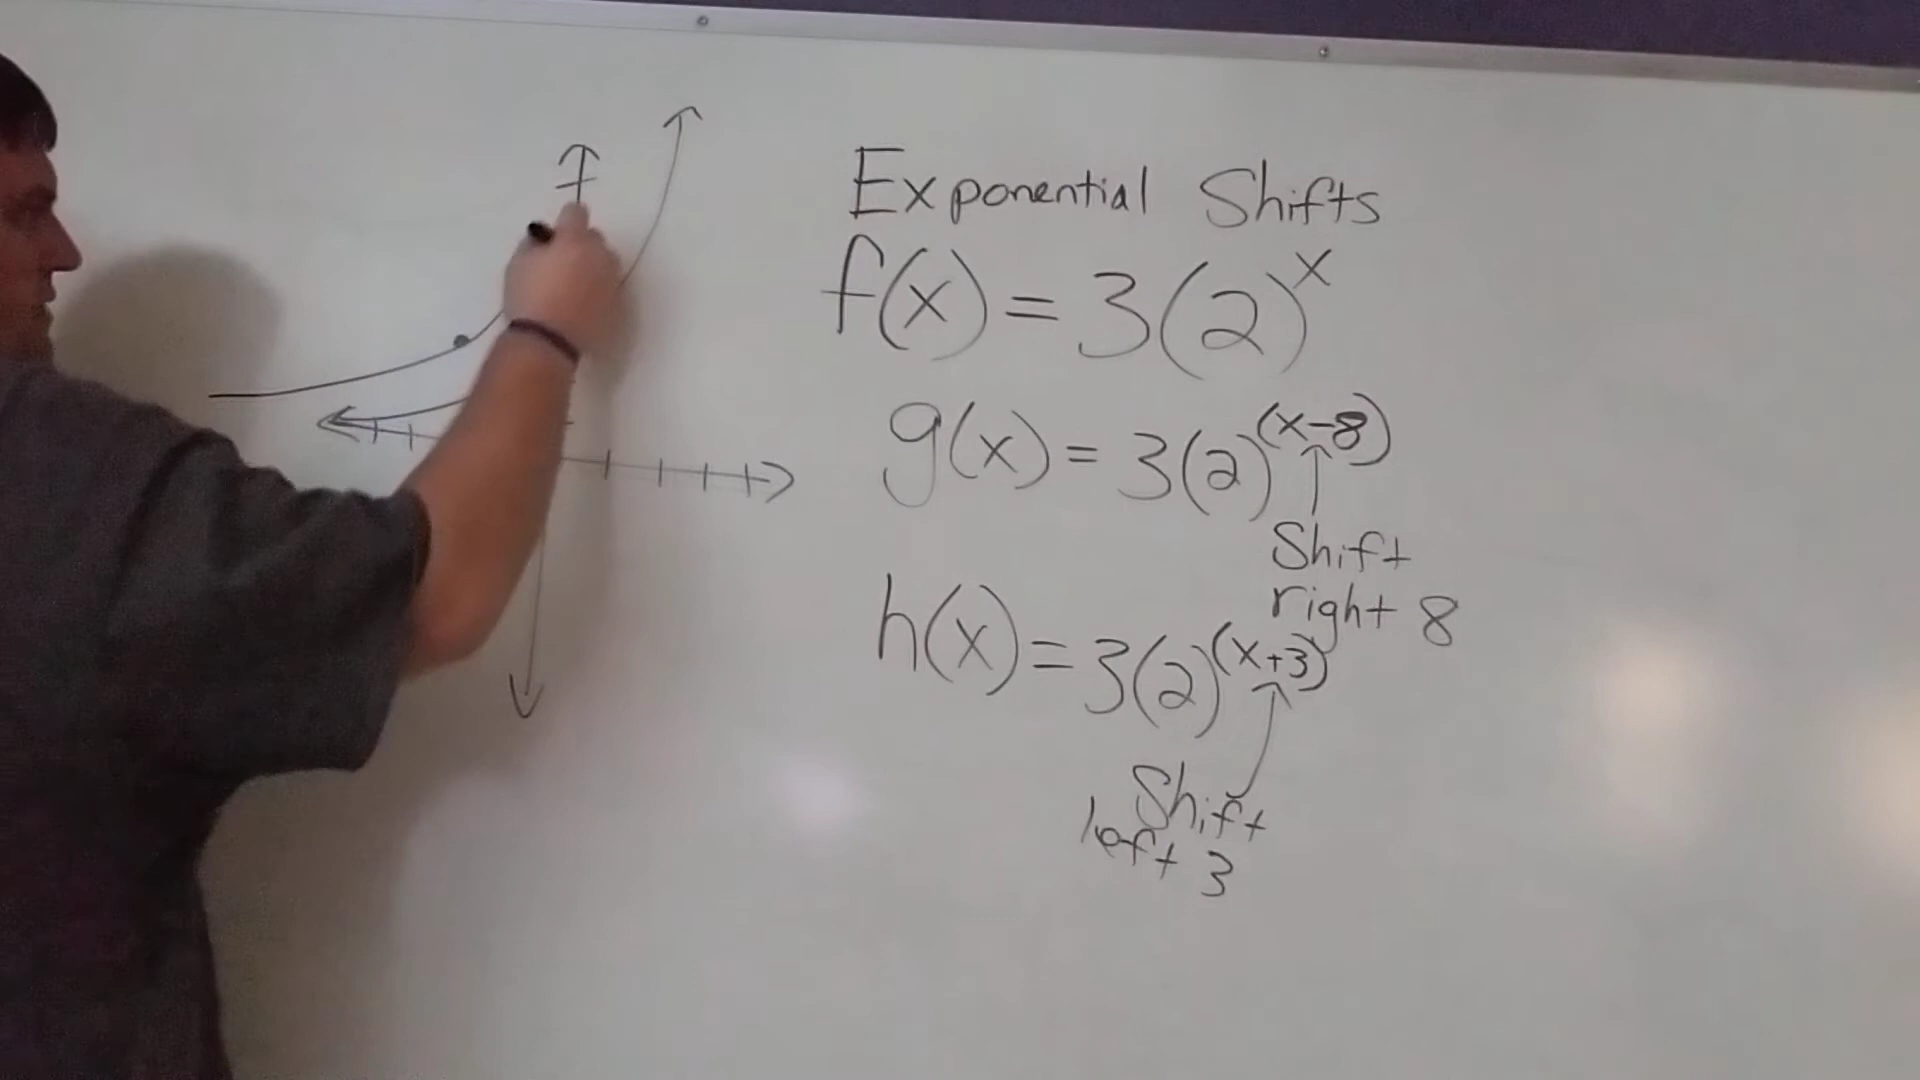 Exponential Shifts
f(x) = 3(2)^x
g(x) = 3(2)^(x-8)
Shift
right 8
h(x) = 3(2)^(x+3)
Shift
left 3